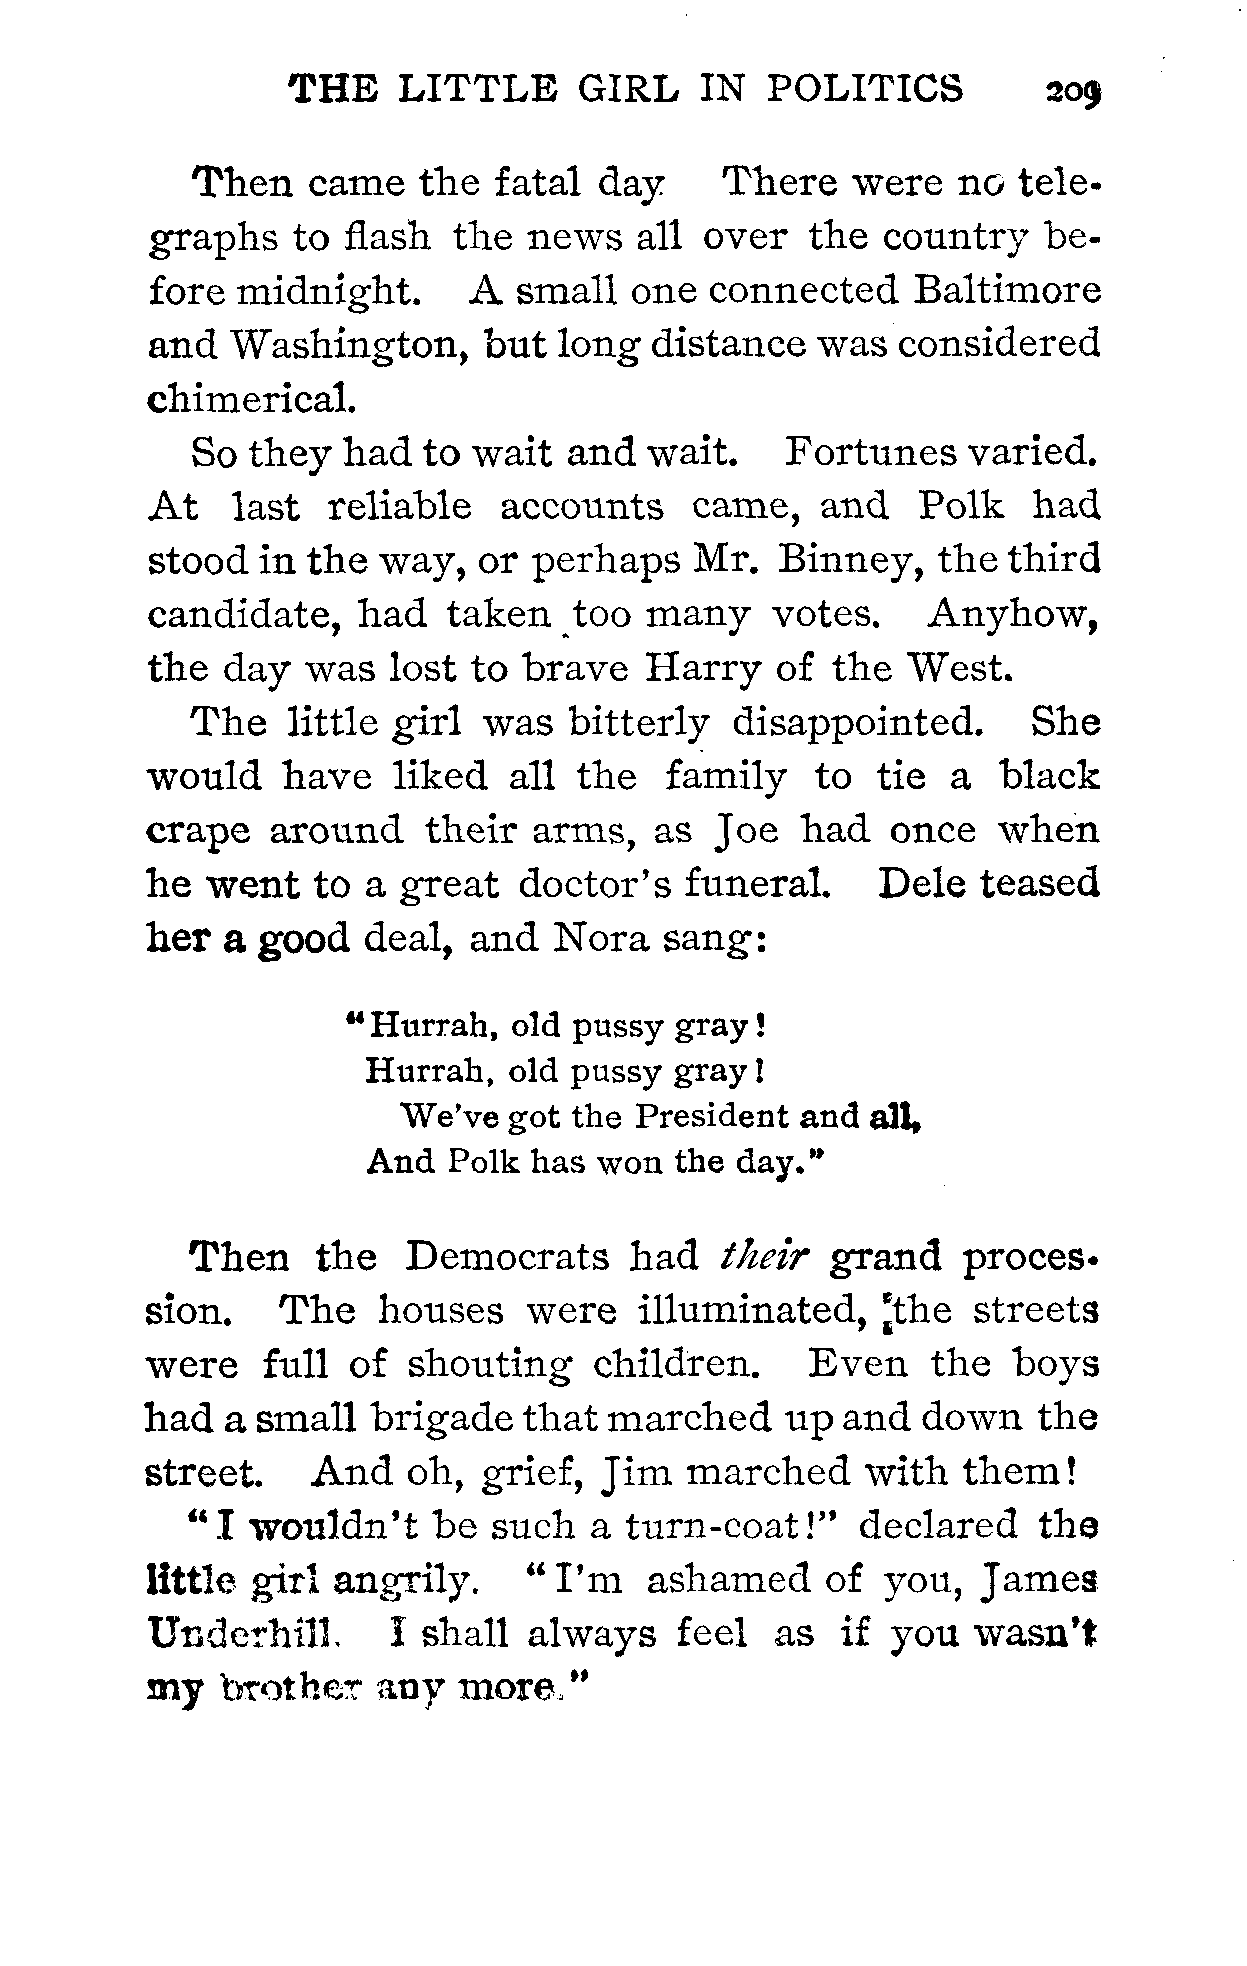 THE LITTLE GIRL IN POLITICS 209
Then came the fatal day. There were no tele-
graphs to flash the news all over the country be-
fore midnight. A small one connected Baltimore
and Washington, but long distance was considered
chimerical.
So they had to wait and wait. Fortunes varied.
At last reliable accounts came, and Polk had
stood in the way, or perhaps Mr. Binney, the third
candidate, had taken too many votes. Anyhow,
the day was lost to brave Harry of the West.
The little girl was bitterly disappointed. She
would have liked all the family to tie a black
crape around their arms, as Joe had once when
he went to a great doctor's funeral. Dele teased
her a good deal, and Nora sang:
"Hurrah, old pussy gray!
Hurrah, old pussy gray!
We've got the President and all,
And Polk has won the day."
Then the Democrats had their grand proces-
sion. The houses were illuminated, the streets
were full of shouting children. Even the boys
had a small brigade that marched up and down the
street. And oh, grief, Jim marched with them!
"I wouldn't be such a turn-coat!" declared the
little girl angrily. "I'm ashamed of you, James
Underhill. I shall always feel as if you wasn't
my brother any more."